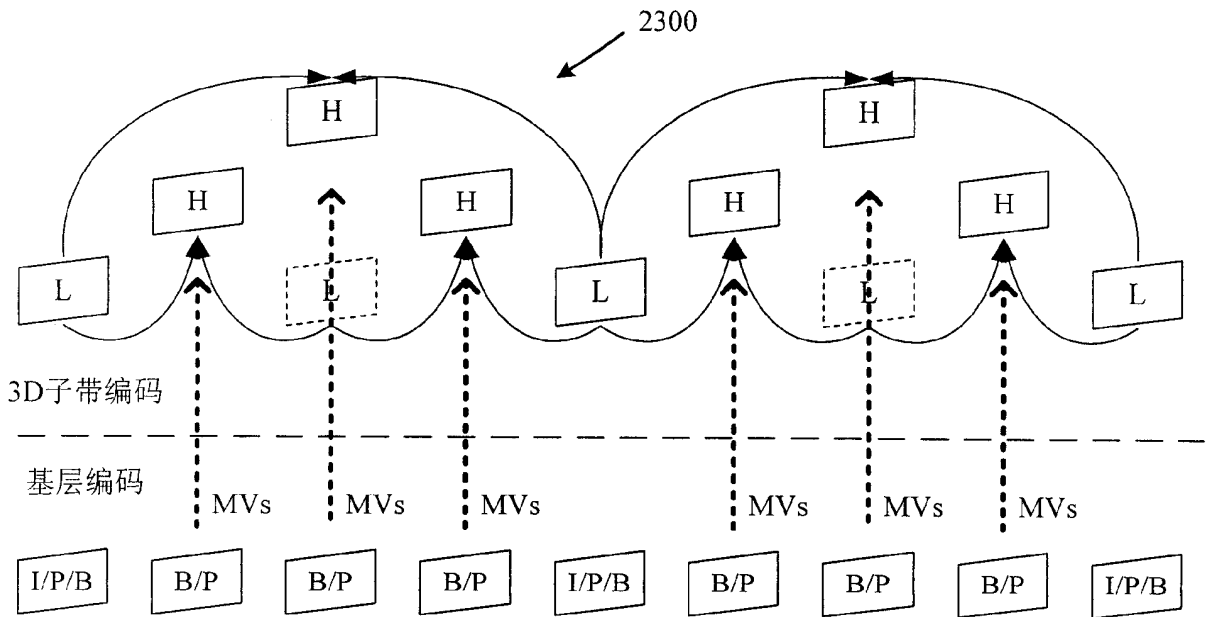 2300
H H
H H H H
L L L L L
3D子带编码
基层编码
MVs MVs MVs MVs MVs MVs
I/P/B B/P B/P B/P I/P/B B/P B/P B/P I/P/B